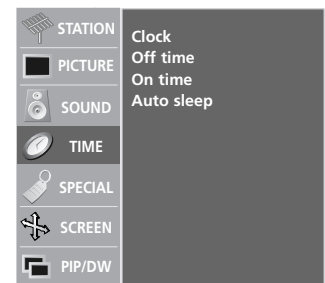 STATION
PICTURE
SOUND
TIME
SPECIAL
SCREEN
PIP/DW
Clock
Off time
On time
Auto sleep